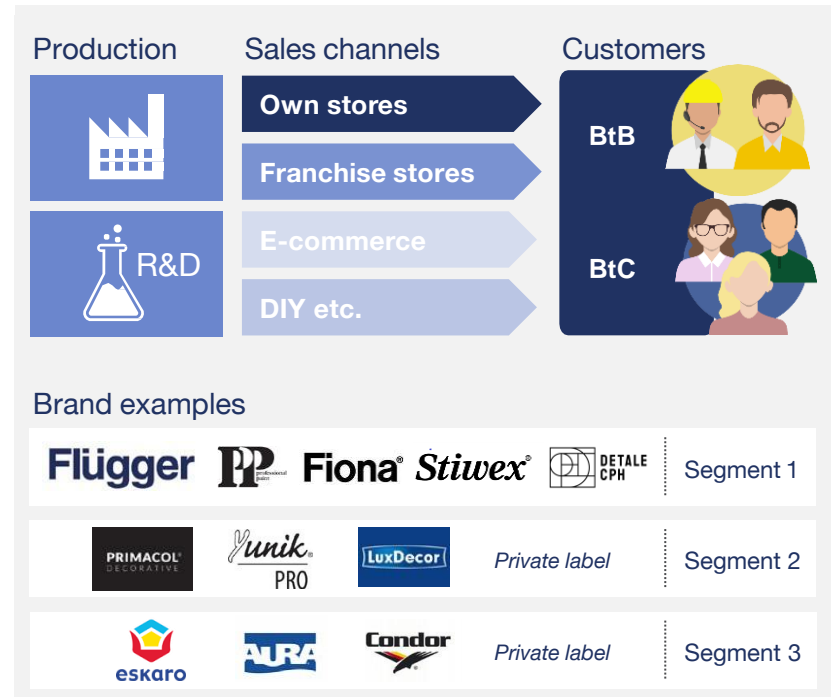 Production
Sales channels
Customers
Own stores
Franchise stores
E-commerce
DIY etc.
R&D
BtB
BtC
Brand examples
Flügger
PP professional paint
Fiona®
Stiwex®
DETALE
CPH
Segment 1
PRIMACOL®
DECORATIVE
Yunik®
PRO
LuxDecor
Private label
Segment 2
eskaro
AURA
Condor
Private label
Segment 3